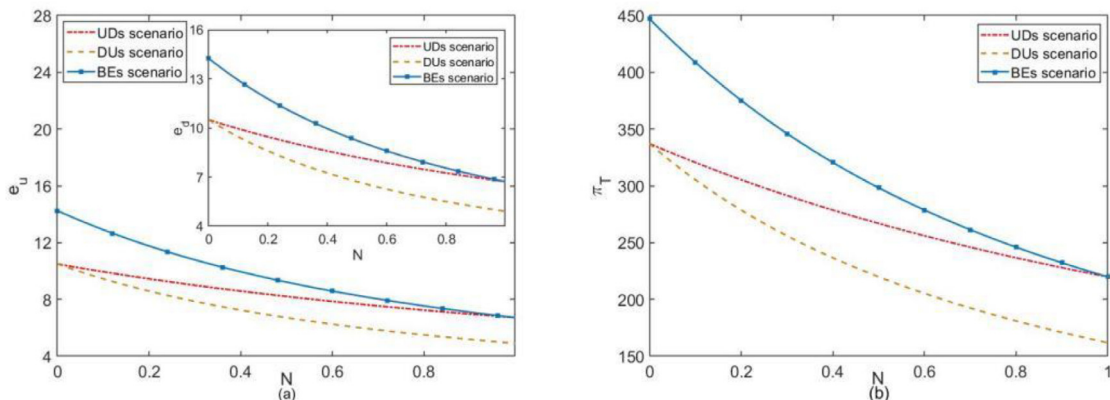 28
24
20
16
12
8
4
e_u
0
0.2
0.4
0.6
0.8
N
(a)
UDs scenario
DUs scenario
BEs scenario
16
13
10
7
4
e_d
0
0.2
0.4
0.6
0.8
N
UDs scenario
DUs scenario
BEs scenario
450
400
350
300
250
200
150
π_T
0
0.2
0.4
0.6
0.8
1
N
(b)
UDs scenario
DUs scenario
BEs scenario